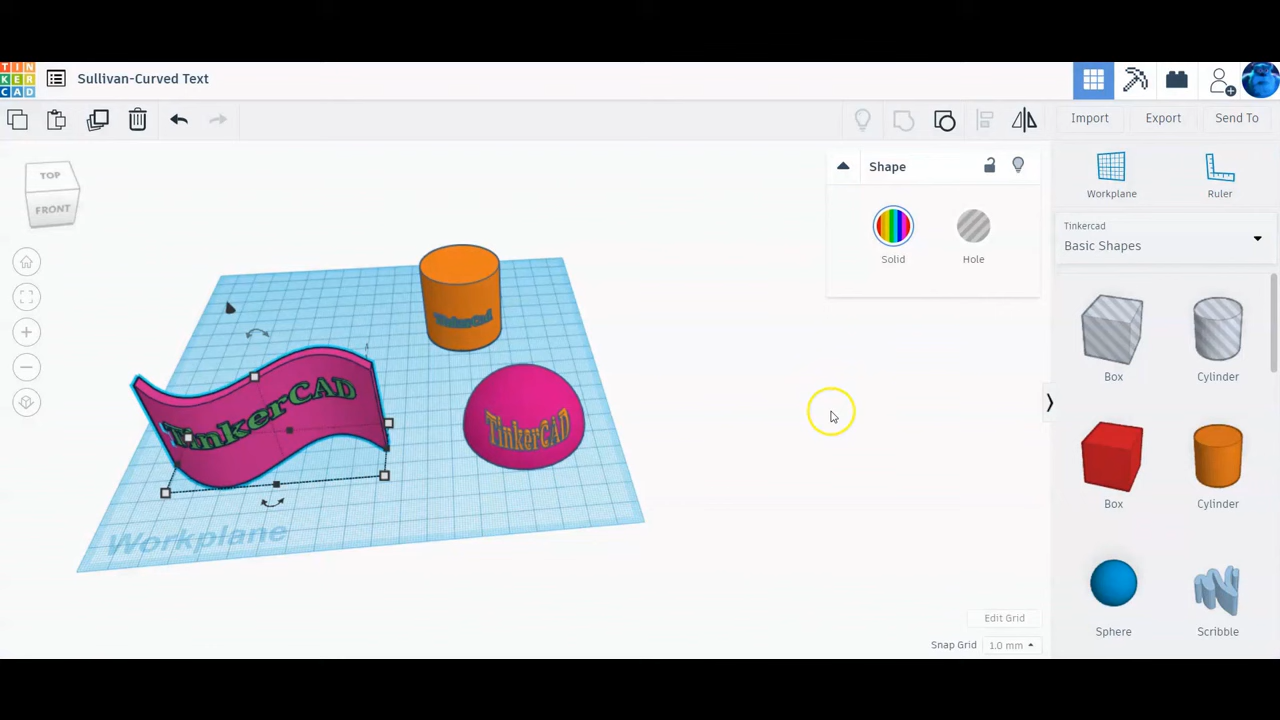 TIN
KER
CAD
Sullivan-Curved Text
Import
Export
Send To
TOP
FRONT
Shape
Solid
Hole
Workplane
Ruler
Tinkercad
Basic Shapes
Box
Cylinder
Box
Cylinder
Sphere
Scribble
TinkerCad
TinkerCAD
TinkerCAD
Workplane
Edit Grid
Snap Grid
1.0 mm